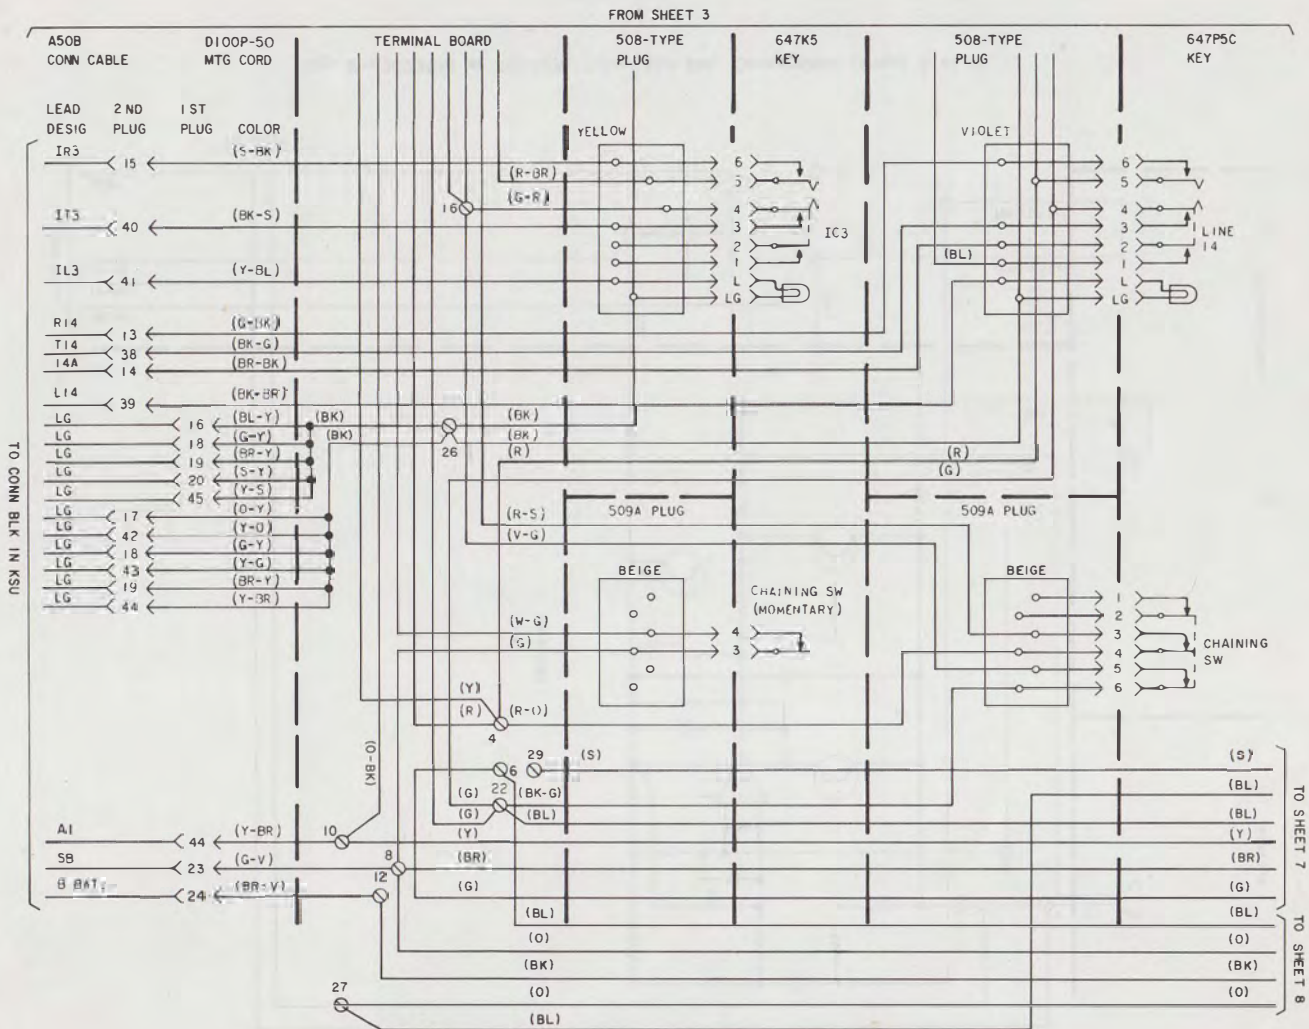 FROM SHEET 3
A50B
CONN CABLE
D100P-50
MTG CORD
TERMINAL BOARD
508-TYPE
PLUG
647K5
KEY
508-TYPE
PLUG
647P5C
KEY
LEAD
DESIG
2 ND
PLUG
1 ST
PLUG
COLOR
YELLOW
VIOLET
IR3 15 (S-BK)
IT3 40 (BK-S)
IL3 41 (Y-BL)
R14 13 (G-BK)
T14 38 (BK-G)
14A 14 (BR-BK)
L14 39 (BK-BR)
LG 16 (BL-Y)
LG 18 (G-Y)
LG 19 (BR-Y)
LG 20 (S-Y)
LG 45 (Y-S)
LG 17 (O-Y)
LG 42 (Y-O)
LG 18 (G-Y)
LG 43 (Y-G)
LG 19 (BR-Y)
LG 44 (Y-BR)
A1 44 (Y-BR)
SB 23 (G-V)
B BAT. 24 (BR-V)
TO CONN BLK IN KSU
(R-BR)
(G-R)
16
6
5
4
3
2
1
L
LG
IC3
(BL)
6
5
4
3
2
1
L
LG
LINE
14
(BK)
(BK)
26
(BK)
(BK)
(R)
(R)
(G)
509A PLUG
509A PLUG
(R-S)
(V-G)
BEIGE
BEIGE
CHAINING SW
(MOMENTARY)
(W-G)
(G)
4
3
1
2
3
4
5
6
CHAINING
SW
(Y)
(R)
(R-O)
4
(O-BK)
6
29
(S)
(S)
(G)
22
(BK-G)
(BL)
(G)
(BL)
(BL)
10
(Y)
(Y)
8
(BR)
(BR)
12
(G)
(G)
(BL)
(BL)
(O)
(O)
(BK)
(BK)
27
(O)
(O)
(BL)
TO SHEET 7
TO SHEET 8